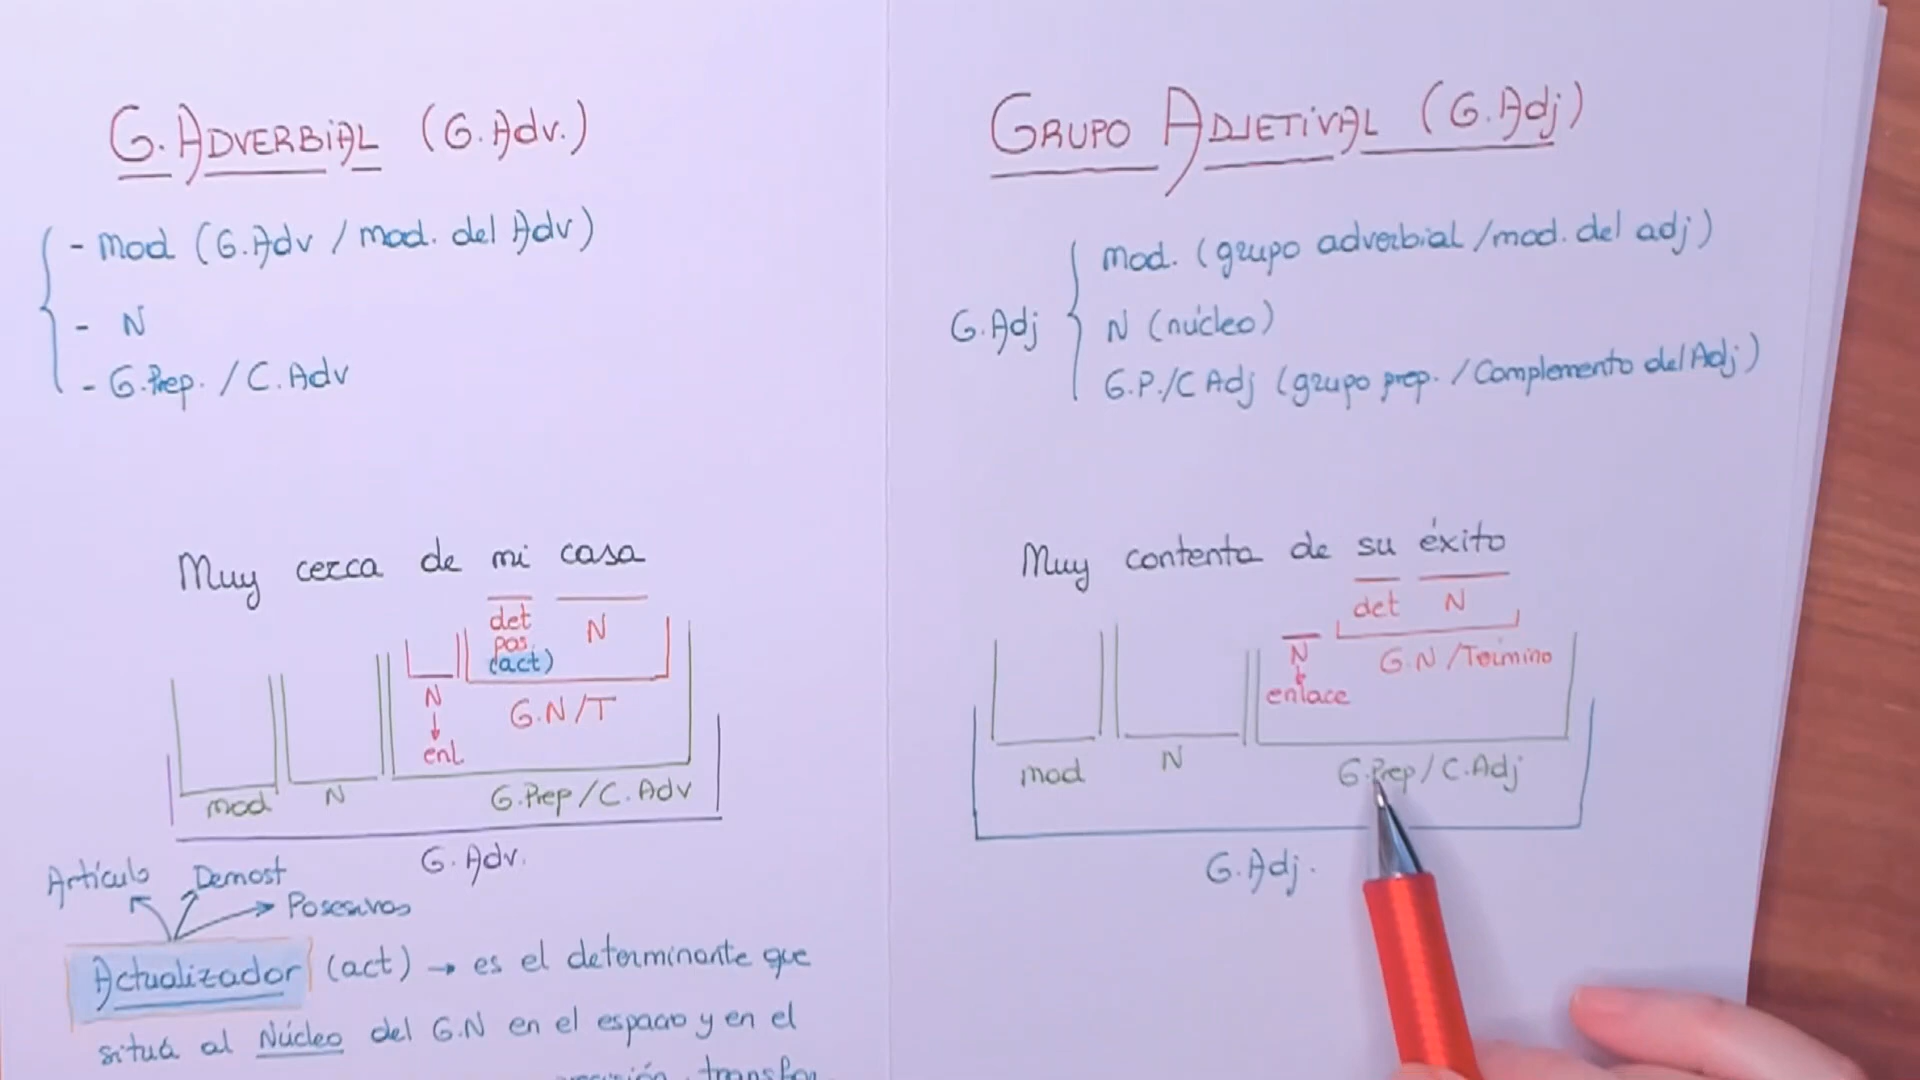 G. ADVERBIAL (G.Adv.)
- Mod (G.Adv / mod. del Adv)
- N
- G.Prep. / C.Adv
Muy cerca de mi casa
det N
pos.
(act)
N G.N/T
enl
mod N G.Prep/C.Adv
G.Adv.
Artículo Demost
Posesivos
Actualizador (act) → es el determinante que
situá al Núcleo del G.N en el espacio y en el
GRUPO ADJETIVAL (G.Adj)
mod. (grupo adverbial/mod. del adj)
G.Adj N (núcleo)
G.P./C Adj (grupo prep. / Complemento del Adj)
Muy contenta de su éxito
det N
N G.N/Término
enlace
mod N G.Prep/C.Adj
G.Adj.